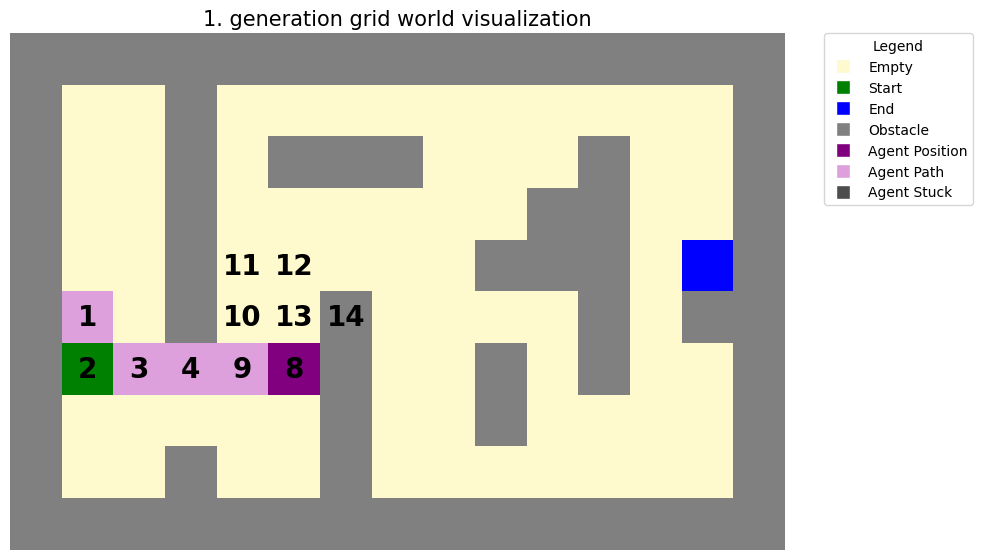 1. generation grid world visualization
Legend
Empty
Start
End
Obstacle
Agent Position
Agent Path
Agent Stuck
11 12
1 10 13 14
2 3 4 9 8